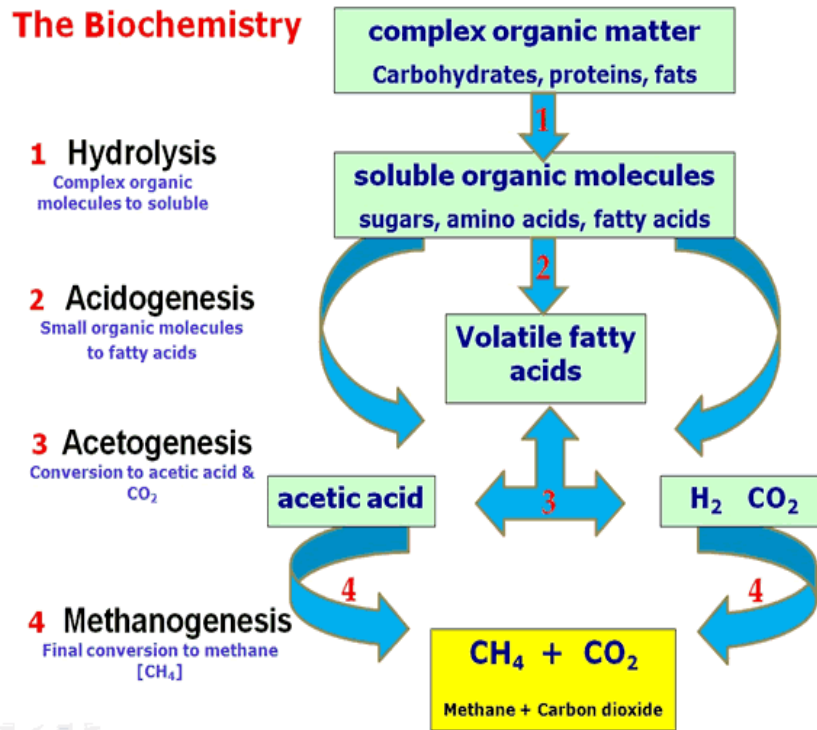 The Biochemistry
complex organic matter
Carbohydrates, proteins, fats
1
1 Hydrolysis
Complex organic
molecules to soluble
soluble organic molecules
sugars, amino acids, fatty acids
2
2 Acidogenesis
Small organic molecules
to fatty acids
Volatile fatty
acids
3 Acetogenesis
Conversion to acetic acid &
CO₂
acetic acid
3
H₂ CO₂
4
4
4 Methanogenesis
Final conversion to methane
[CH₄]
CH₄ + CO₂
Methane + Carbon dioxide